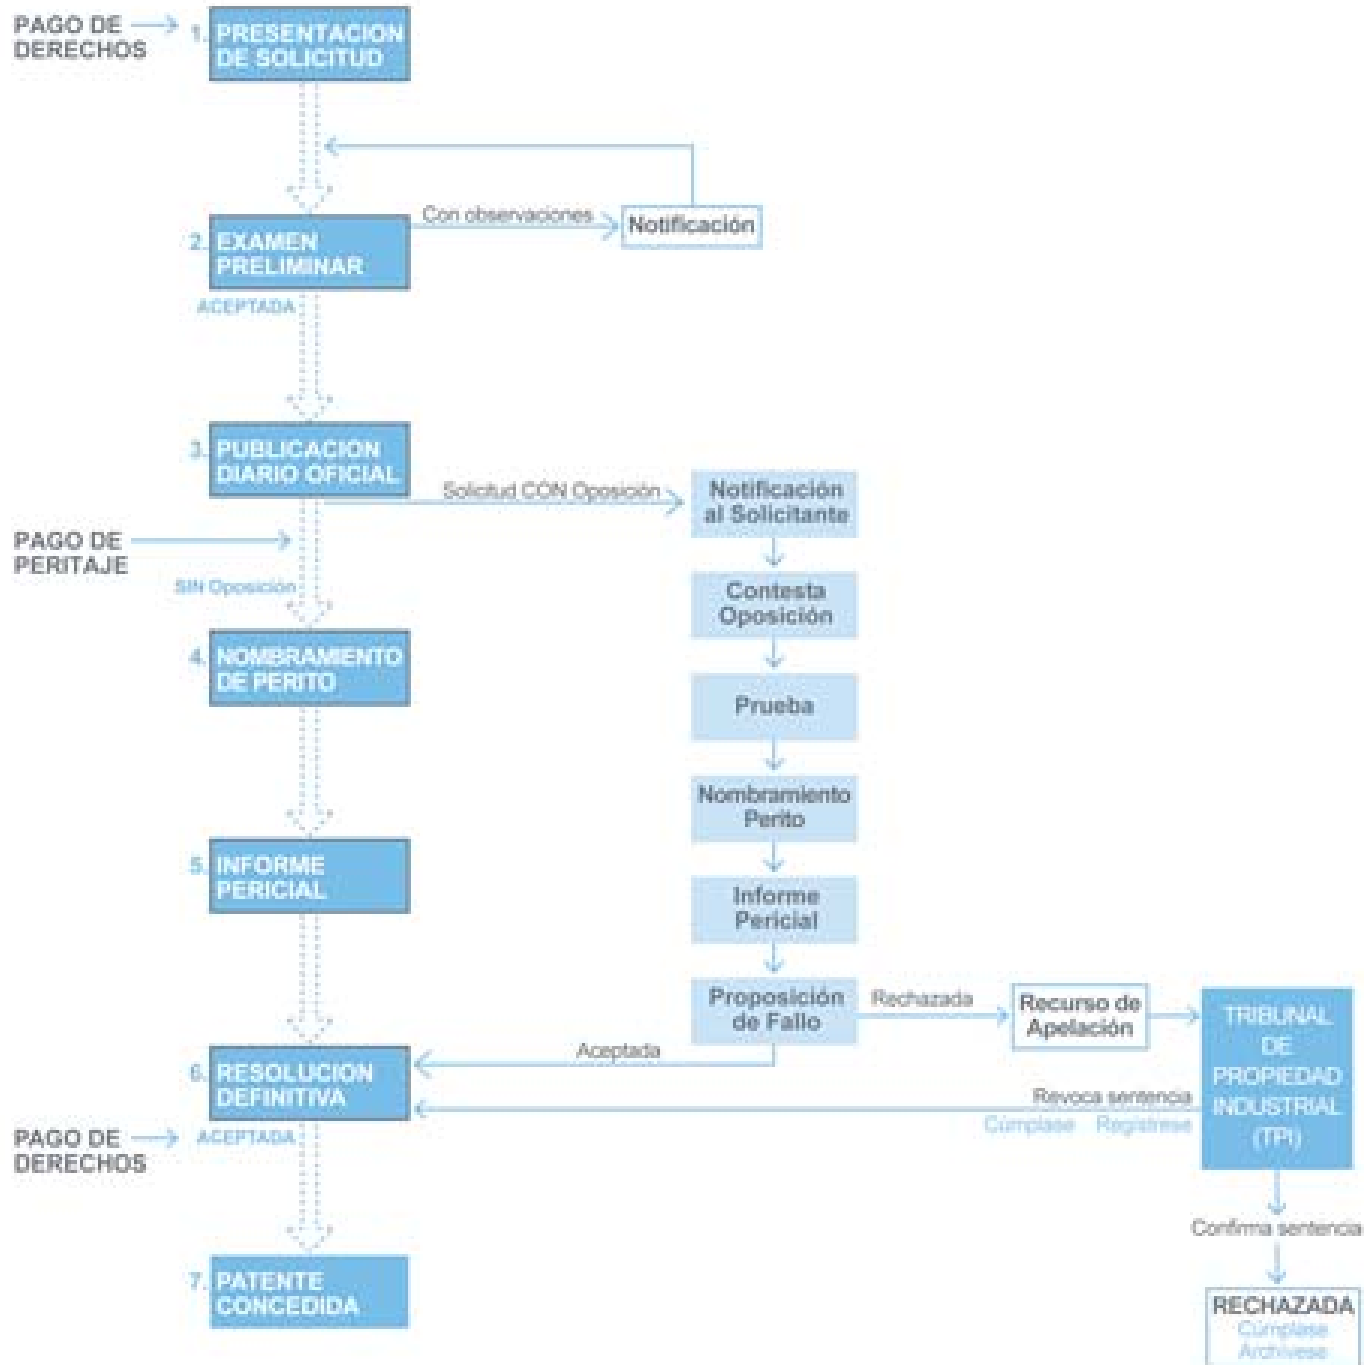 PAGO DE
DERECHOS
1. PRESENTACION
DE SOLICITUD
Con observaciones
Notificación
2. EXAMEN
PRELIMINAR
ACEPTADA
3. PUBLICACION
DIARIO OFICIAL
Solicitud CON Oposición
Notificación
al Solicitante
PAGO DE
PERITAJE
SIN Oposición
Contesta
Oposición
4. NOMBRAMIENTO
DE PERITO
Prueba
Nombramiento
Perito
5. INFORME
PERICIAL
Informe
Pericial
Proposición
de Fallo
Rechazada
Recurso de
Apelación
TRIBUNAL
DE
PROPIEDAD
INDUSTRIAL
(TPI)
Aceptada
6. RESOLUCION
DEFINITIVA
Revoca sentencia
Cúmplase Regístrese
PAGO DE
DERECHOS
ACEPTADA
Confirma sentencia
7. PATENTE
CONCEDIDA
RECHAZADA
Cúmplase
Archívese